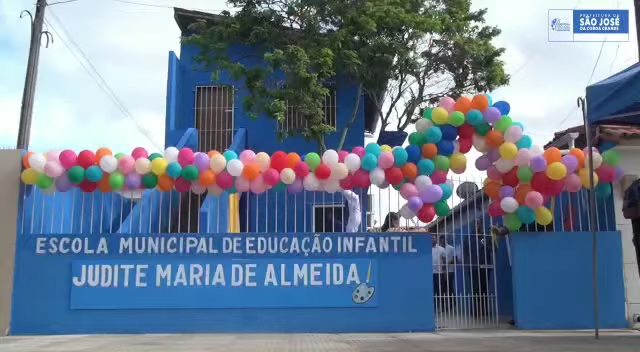 PREFEITURA DE
SÃO JOSÉ
DA COROA GRANDE
ESCOLA MUNICIPAL DE EDUCAÇÃO INFANTIL
JUDITE MARIA DE ALMEIDA